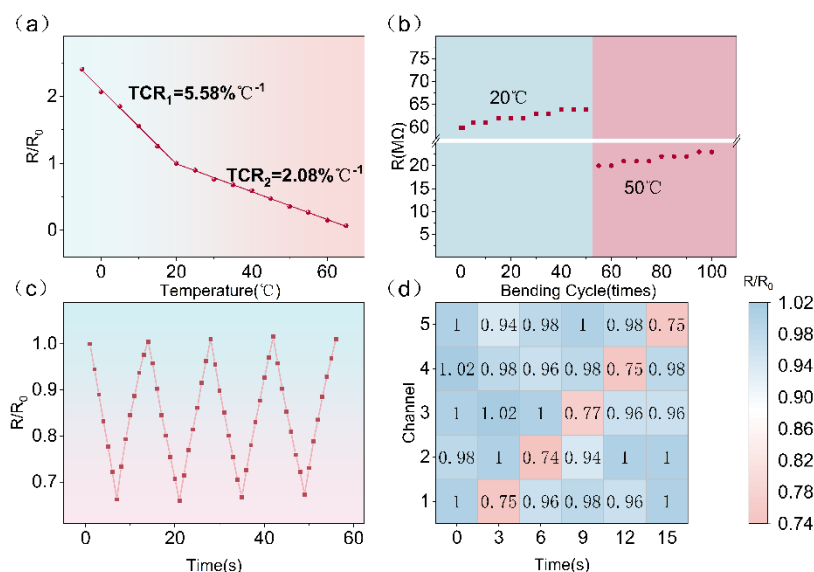 (a)
R/R0
2
1
0
TCR1=5.58%℃-1
TCR2=2.08%℃-1
0
20
40
60
Temperature(℃)
(b)
R(MΩ)
75
70
65
60
20
15
10
5
20℃
50℃
0
20
40
60
80
100
Bending Cycle(times)
(c)
R/R0
1.0
0.9
0.8
0.7
0
20
40
60
Time(s)
(d)
Channel
5 1 0.94 0.98 1 0.98 0.75
4 1.02 0.98 0.96 0.98 0.75 0.98
3 1 1.02 1 0.77 0.96 0.96
2 0.98 1 0.74 0.94 1 1
1 1 0.75 0.96 0.98 0.96 1
0 3 6 9 12 15
Time(s)
R/R0
1.02
0.98
0.94
0.90
0.86
0.82
0.78
0.74